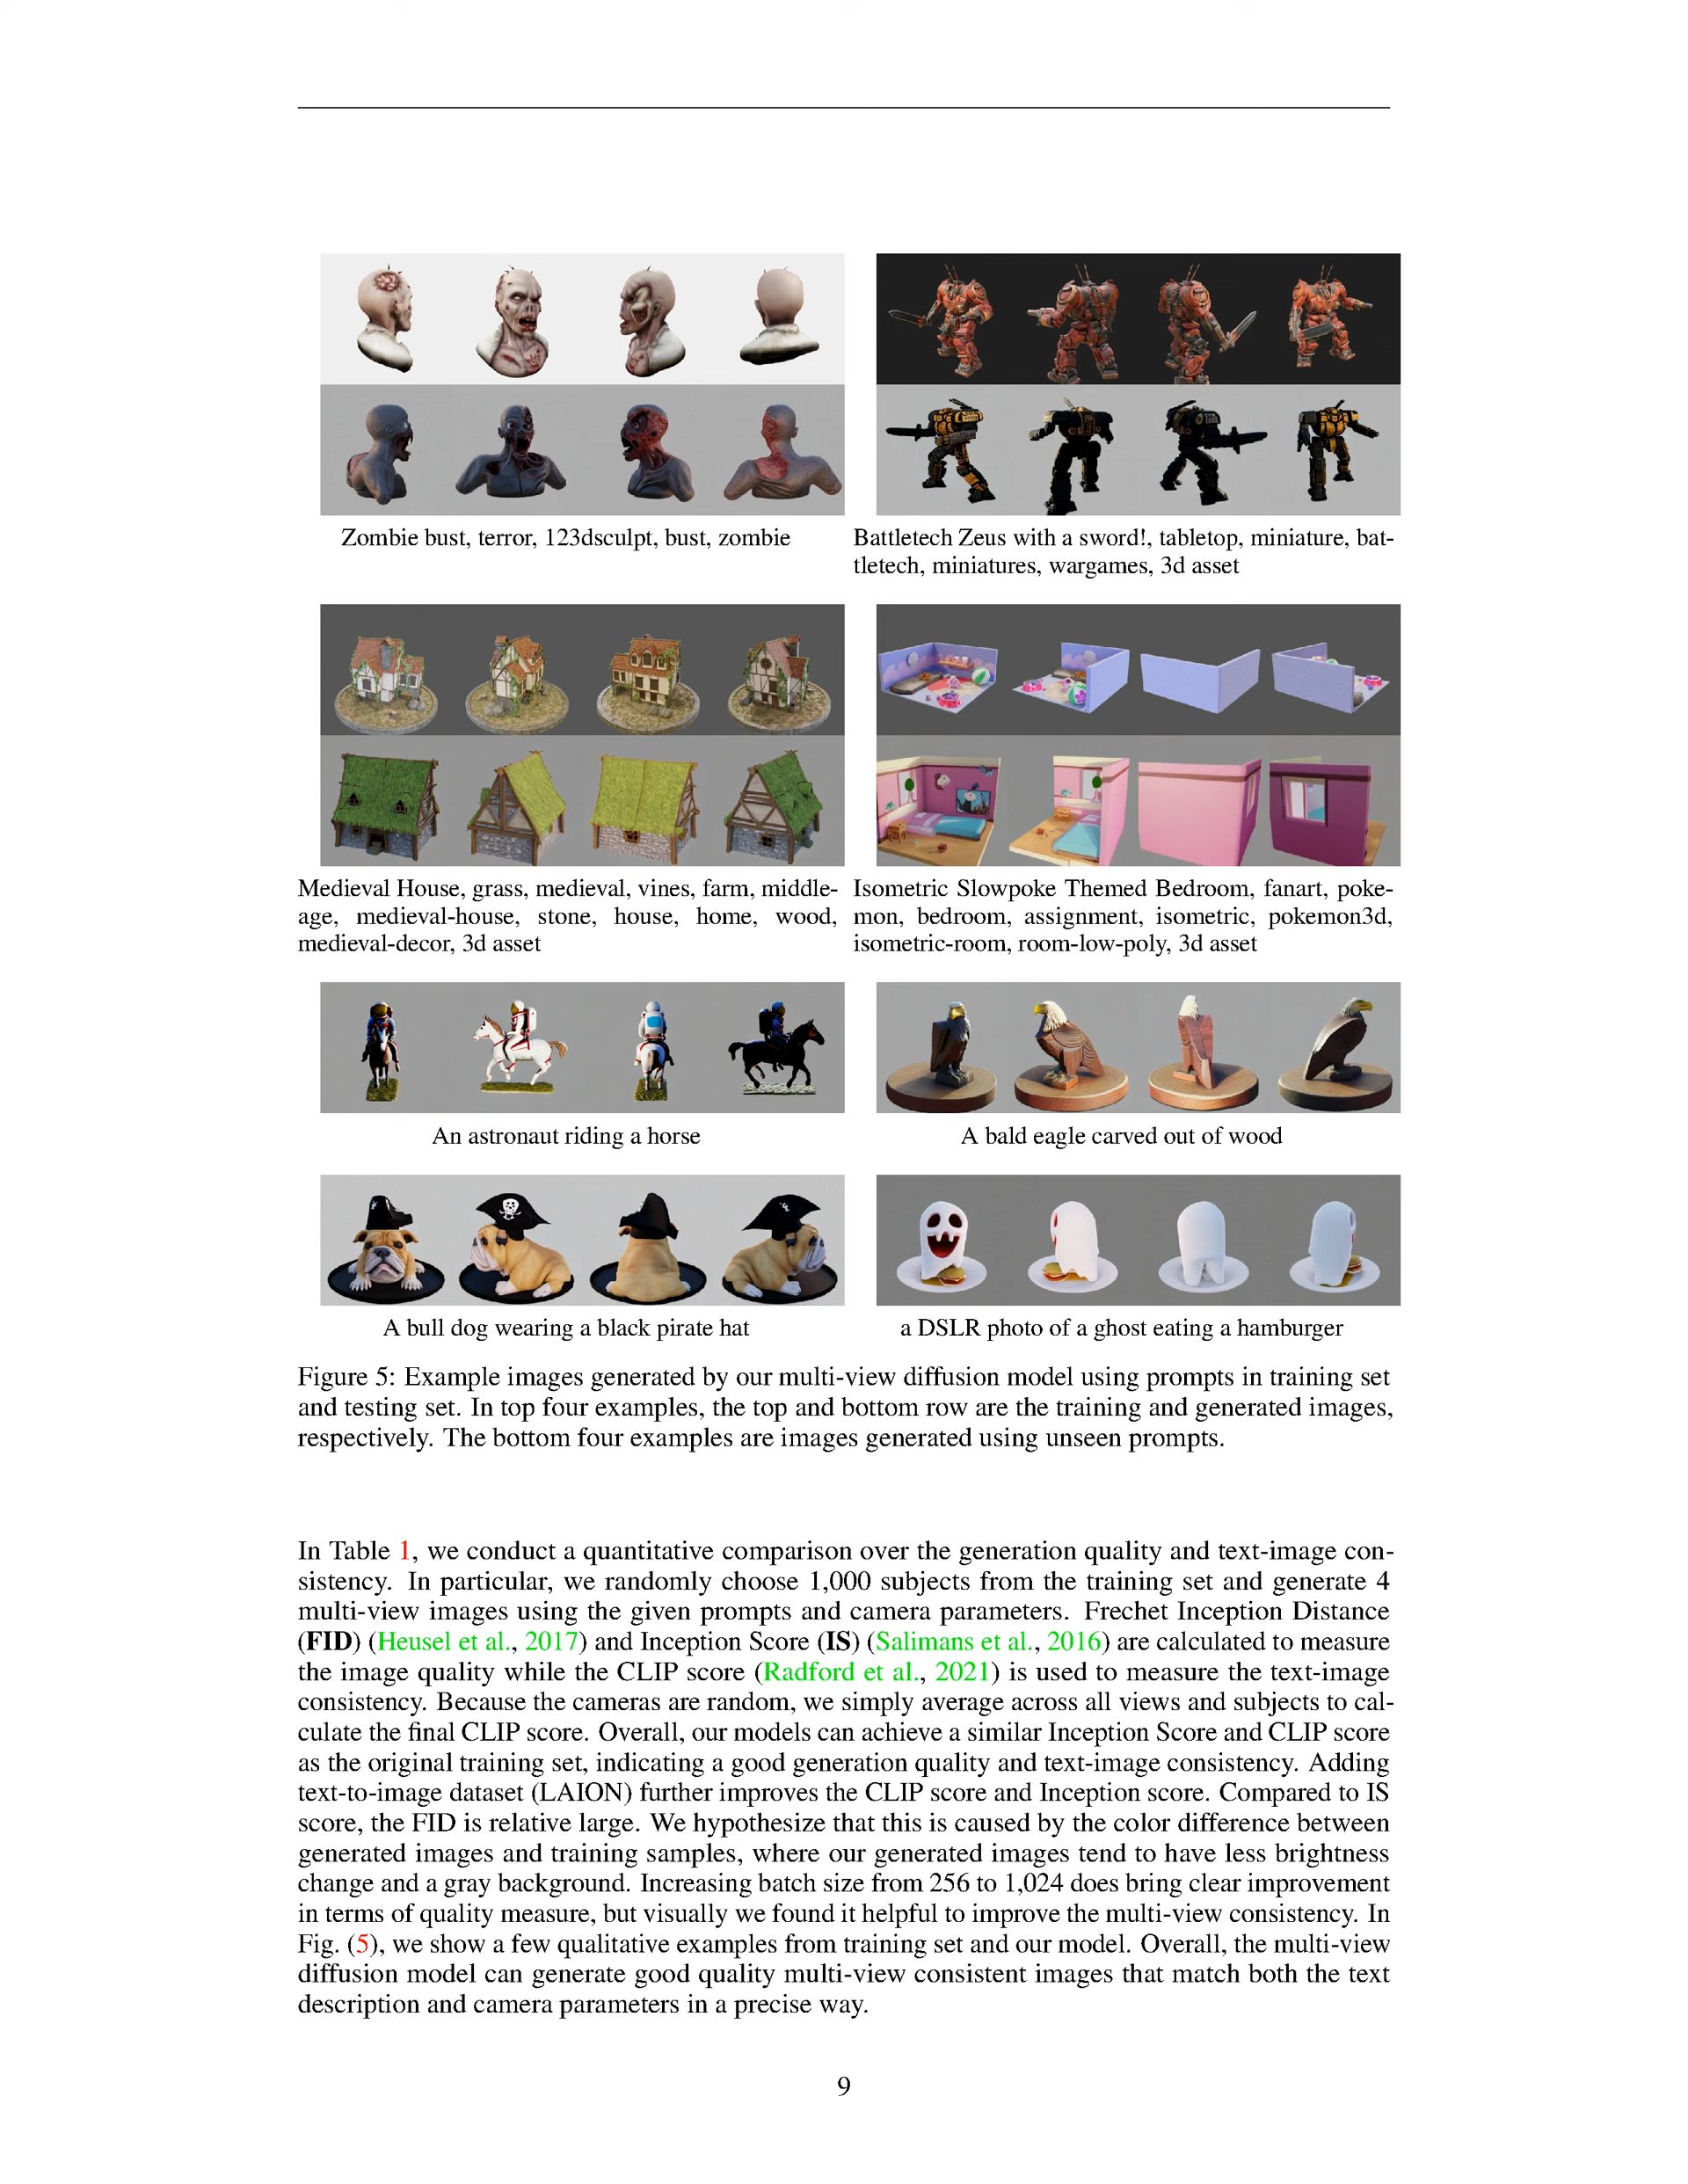 Zombie bust, terror, 123dsculpt, bust, zombie
Battletech Zeus with a sword!, tabletop, miniature, bat-
tletech, miniatures, wargames, 3d asset
Medieval House, grass, medieval, vines, farm, middle-
age, medieval-house, stone, house, home, wood,
medieval-decor, 3d asset
Isometric Slowpoke Themed Bedroom, fanart, poke-
mon, bedroom, assignment, isometric, pokemon3d,
isometric-room, room-low-poly, 3d asset
An astronaut riding a horse
A bald eagle carved out of wood
A bull dog wearing a black pirate hat
a DSLR photo of a ghost eating a hamburger
Figure 5: Example images generated by our multi-view diffusion model using prompts in training set
and testing set. In top four examples, the top and bottom row are the training and generated images,
respectively. The bottom four examples are images generated using unseen prompts.
In Table 1, we conduct a quantitative comparison over the generation quality and text-image con-
sistency. In particular, we randomly choose 1,000 subjects from the training set and generate 4
multi-view images using the given prompts and camera parameters. Frechet Inception Distance
(FID) (Heusel et al., 2017) and Inception Score (IS) (Salimans et al., 2016) are calculated to measure
the image quality while the CLIP score (Radford et al., 2021) is used to measure the text-image
consistency. Because the cameras are random, we simply average across all views and subjects to cal-
culate the final CLIP score. Overall, our models can achieve a similar Inception Score and CLIP score
as the original training set, indicating a good generation quality and text-image consistency. Adding
text-to-image dataset (LAION) further improves the CLIP score and Inception score. Compared to IS
score, the FID is relative large. We hypothesize that this is caused by the color difference between
generated images and training samples, where our generated images tend to have less brightness
change and a gray background. Increasing batch size from 256 to 1,024 does bring clear improvement
in terms of quality measure, but visually we found it helpful to improve the multi-view consistency. In
Fig. (5), we show a few qualitative examples from training set and our model. Overall, the multi-view
diffusion model can generate good quality multi-view consistent images that match both the text
description and camera parameters in a precise way.
9